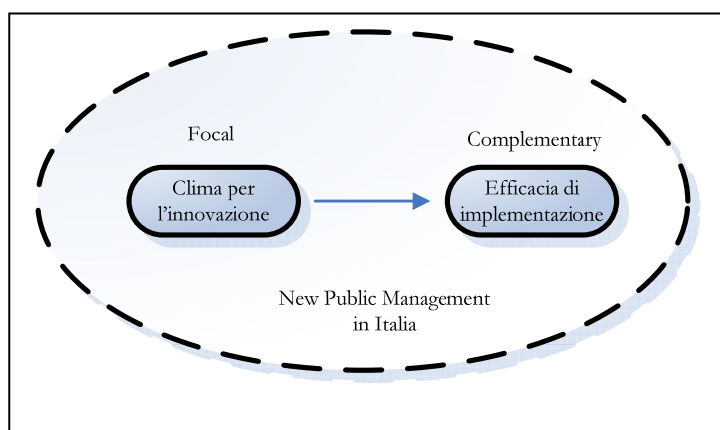 Focal
Complementary
Clima per
l'innovazione
Efficacia di
implementazione
New Public Management
in Italia